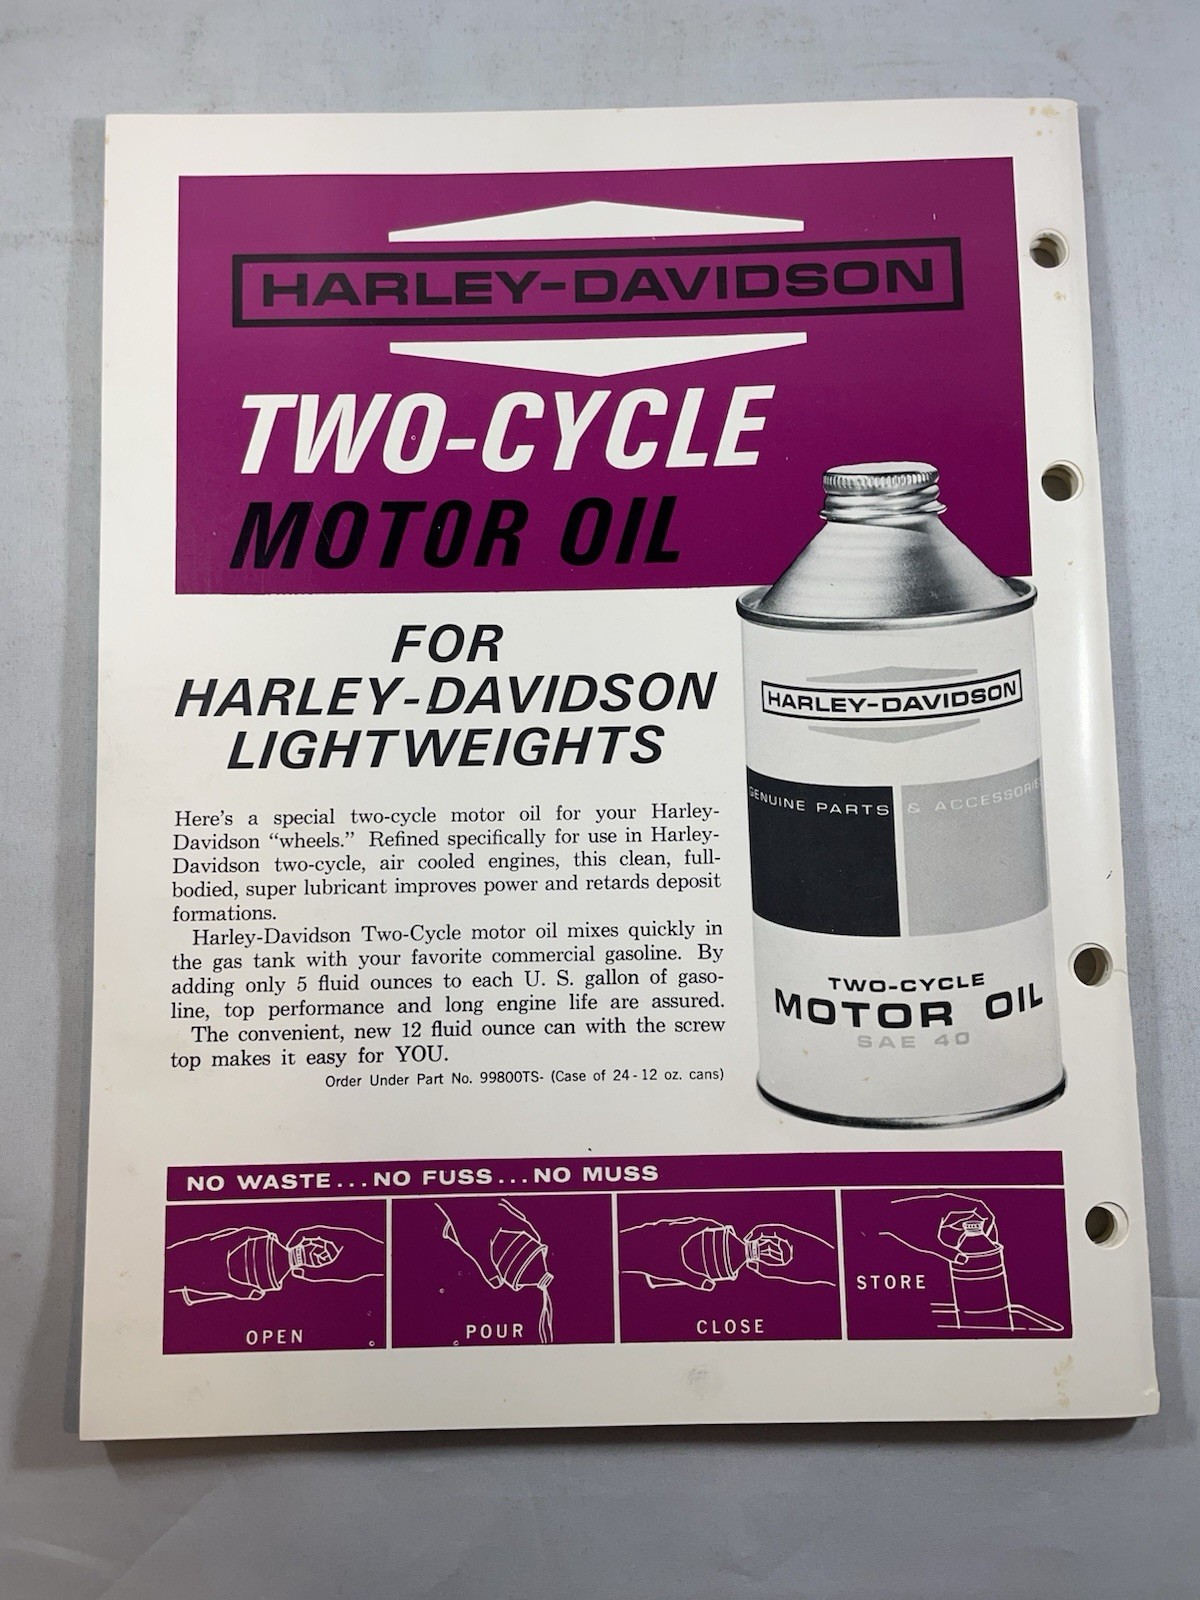 HARLEY-DAVIDSON
TWO-CYCLE
MOTOR OIL
FOR
HARLEY-DAVIDSON
LIGHTWEIGHTS
Here's a special two-cycle motor oil for your Harley-
Davidson "wheels." Refined specifically for use in Harley-
Davidson two-cycle, air cooled engines, this clean, full-
bodied, super lubricant improves power and retards deposit
formations.
Harley-Davidson Two-Cycle motor oil mixes quickly in
the gas tank with your favorite commercial gasoline. By
adding only 5 fluid ounces to each U. S. gallon of gaso-
line, top performance and long engine life are assured.
The convenient, new 12 fluid ounce can with the screw
top makes it easy for YOU.
Order Under Part No. 99800TS- (Case of 24-12 oz. cans)
HARLEY-DAVIDSON
GENUINE PARTS & ACCESSORIES
TWO-CYCLE
MOTOR OIL
SAE 40
NO WASTE...NO FUSS...NO MUSS
OPEN
POUR
CLOSE
STORE